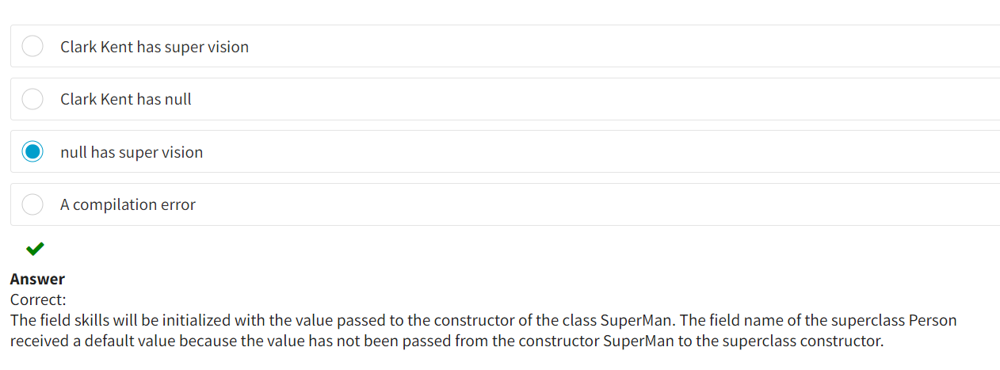 Clark Kent has super vision
Clark Kent has null
null has super vision
A compilation error
Answer
Correct:
The field skills will be initialized with the value passed to the constructor of the class SuperMan. The field name of the superclass Person
received a default value because the value has not been passed from the constructor SuperMan to the superclass constructor.